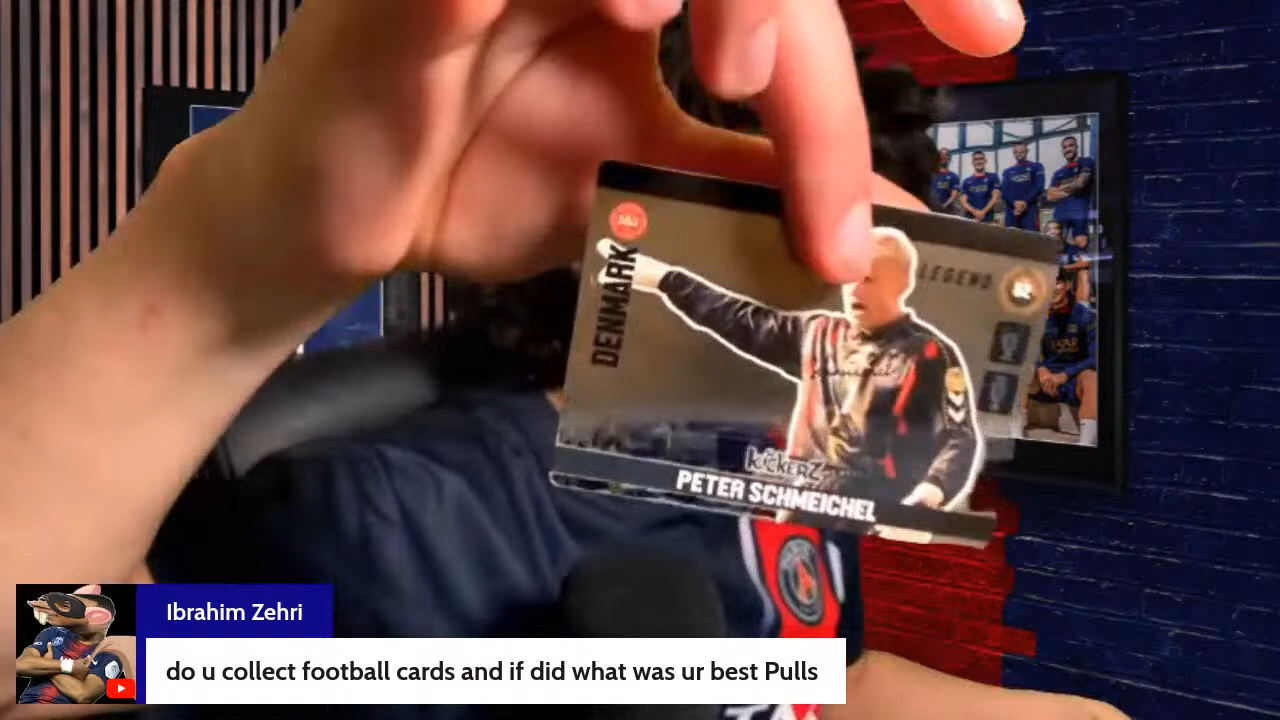 DENMARK
LEGEND
KICKERZ
PETER SCHMEICHEL
Ibrahim Zehri
do u collect football cards and if did what was ur best Pulls